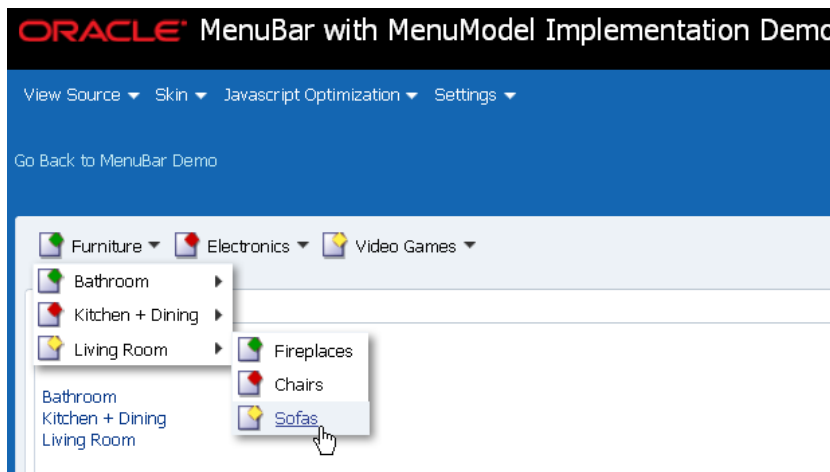 ORACLE® MenuBar with MenuModel Implementation Demo
View Source Skin Javascript Optimization Settings
Go Back to MenuBar Demo
Furniture Electronics Video Games
Bathroom
Kitchen + Dining
Living Room
Fireplaces
Chairs
Sofas
Bathroom
Kitchen + Dining
Living Room